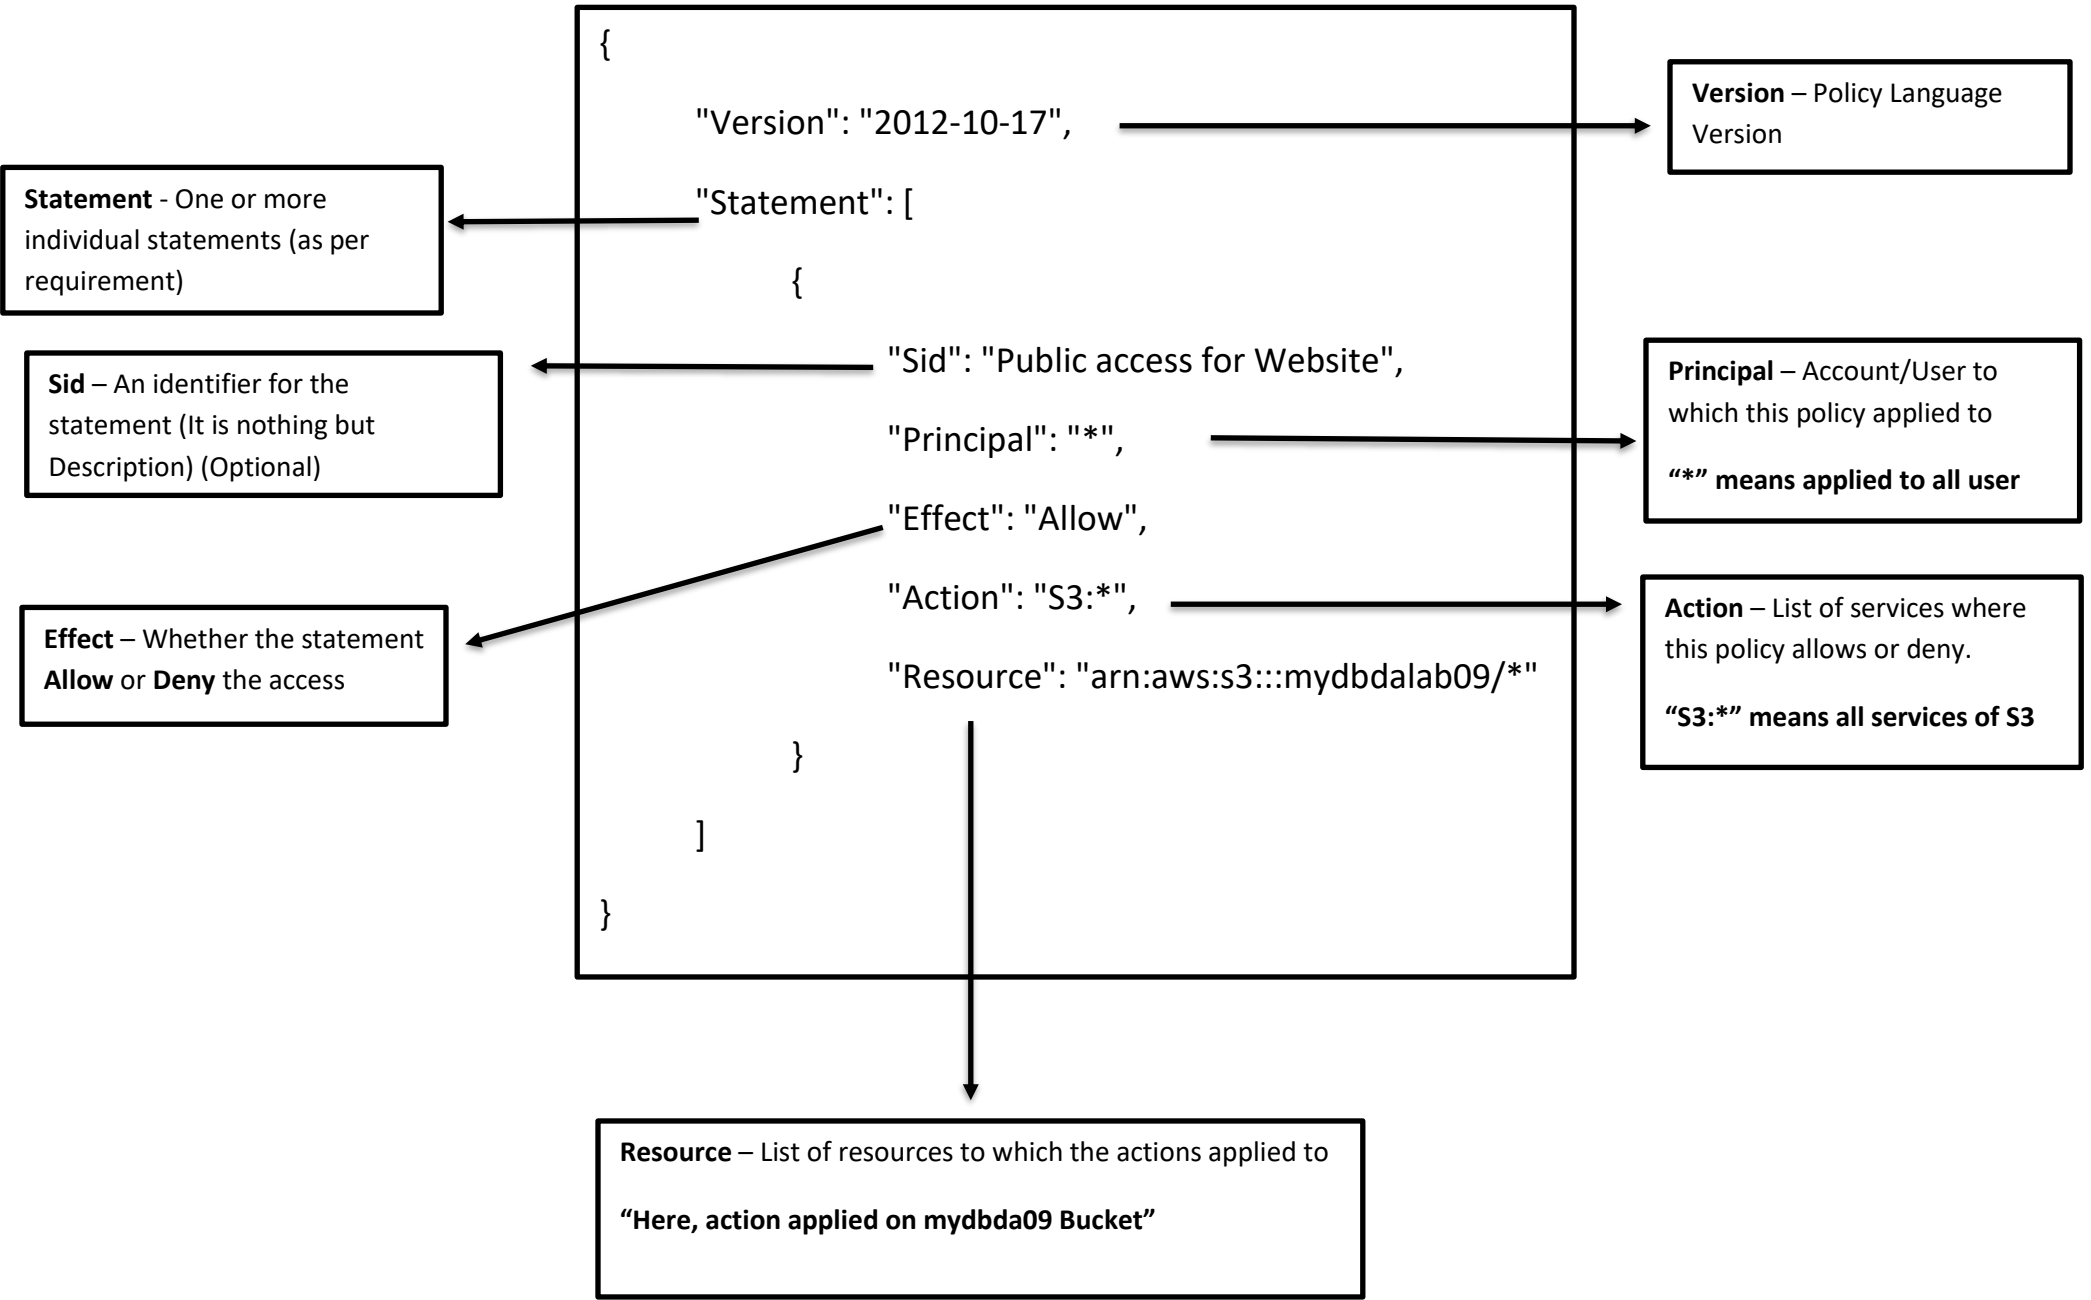 {
"Version": "2012-10-17",
"Statement": [
{
"Sid": "Public access for Website",
"Principal": "*",
"Effect": "Allow",
"Action": "S3:*",
"Resource": "arn:aws:s3:::mydbdalab09/*"
}
]
}
Version – Policy Language
Version
Statement - One or more
individual statements (as per
requirement)
Sid – An identifier for the
statement (It is nothing but
Description) (Optional)
Principal – Account/User to
which this policy applied to
“*” means applied to all user
Effect – Whether the statement
Allow or Deny the access
Action – List of services where
this policy allows or deny.
“S3:*” means all services of S3
Resource – List of resources to which the actions applied to
“Here, action applied on mydbda09 Bucket”